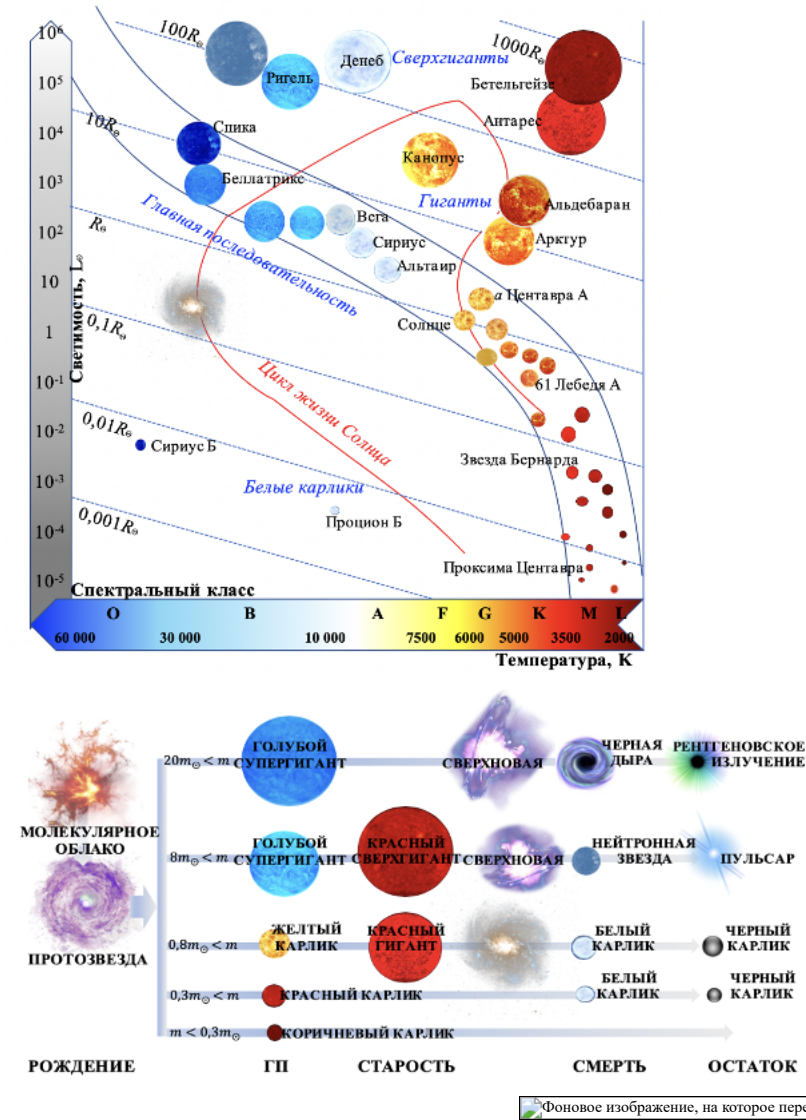 10⁶
10⁵
10⁴
10³
10²
10
1
10⁻¹
10⁻²
10⁻³
10⁻⁴
10⁻⁵
Светимость, L☉
100R☉
1000R☉
10R☉
R☉
0,1R☉
0,01R☉
0,001R☉
Денеб
Сверхгиганты
Ригель
Бетельгейзе
Антарес
Спика
Канопус
Беллатрикс
Гиганты
Альдебаран
Главная последовательность
Вега
Арктур
Сириус
Альтаир
α Центавра А
Солнце
Цикл жизни Солнца
61 Лебедя А
Сириус Б
Звезда Бернарда
Белые карлики
Процион Б
Проксима Центавра
Спектральный класс
O B A F G K M L
60 000 30 000 10 000 7500 6000 5000 3500 2000
Температура, К
МОЛЕКУЛЯРНОЕ
ОБЛАКО
ПРОТОЗВЕЗДА
20m☉ < m
ГОЛУБОЙ
СУПЕРГИГАНТ
СВЕРХНОВАЯ
ЧЕРНАЯ
ДЫРА
РЕНТГЕНОВСКОЕ
ИЗЛУЧЕНИЕ
8m☉ < m
ГОЛУБОЙ
СУПЕРГИГАНТ
КРАСНЫЙ
СВЕРХГИГАНТ
СВЕРХНОВАЯ
НЕЙТРОННАЯ
ЗВЕЗДА
ПУЛЬСАР
0,8m☉ < m
ЖЕЛТЫЙ
КАРЛИК
КРАСНЫЙ
ГИГАНТ
БЕЛЫЙ
КАРЛИК
ЧЕРНЫЙ
КАРЛИК
0,3m☉ < m
КРАСНЫЙ КАРЛИК
БЕЛЫЙ
КАРЛИК
ЧЕРНЫЙ
КАРЛИК
m < 0,3m☉
КОРИЧНЕВЫЙ КАРЛИК
РОЖДЕНИЕ ГП СТАРОСТЬ СМЕРТЬ ОСТАТОК
Фоновое изображение, на которое пере